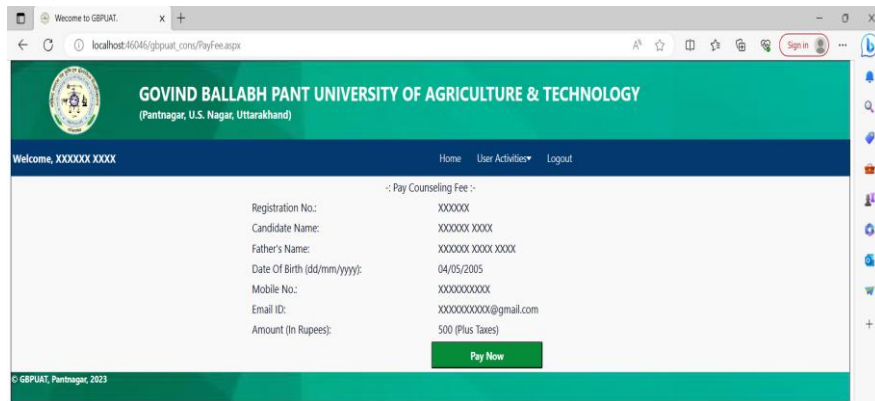 Wecome to GBPUAT.
localhost:46046/gbpuat_cons/PayFee.aspx
Sign in
GOVIND BALLABH PANT UNIVERSITY OF AGRICULTURE & TECHNOLOGY
(Pantnagar, U.S. Nagar, Uttarakhand)
Welcome, XXXXXX XXXX Home User Activities▾ Logout
-: Pay Counseling Fee :-
Registration No.: XXXXXX
Candidate Name: XXXXXX XXXX
Father's Name: XXXXXX XXXX XXXX
Date Of Birth (dd/mm/yyyy): 04/05/2005
Mobile No.: XXXXXXXXXX
Email ID: XXXXXXXXXX@gmail.com
Amount (In Rupees): 500 (Plus Taxes)
Pay Now
© GBPUAT, Pantnagar, 2023